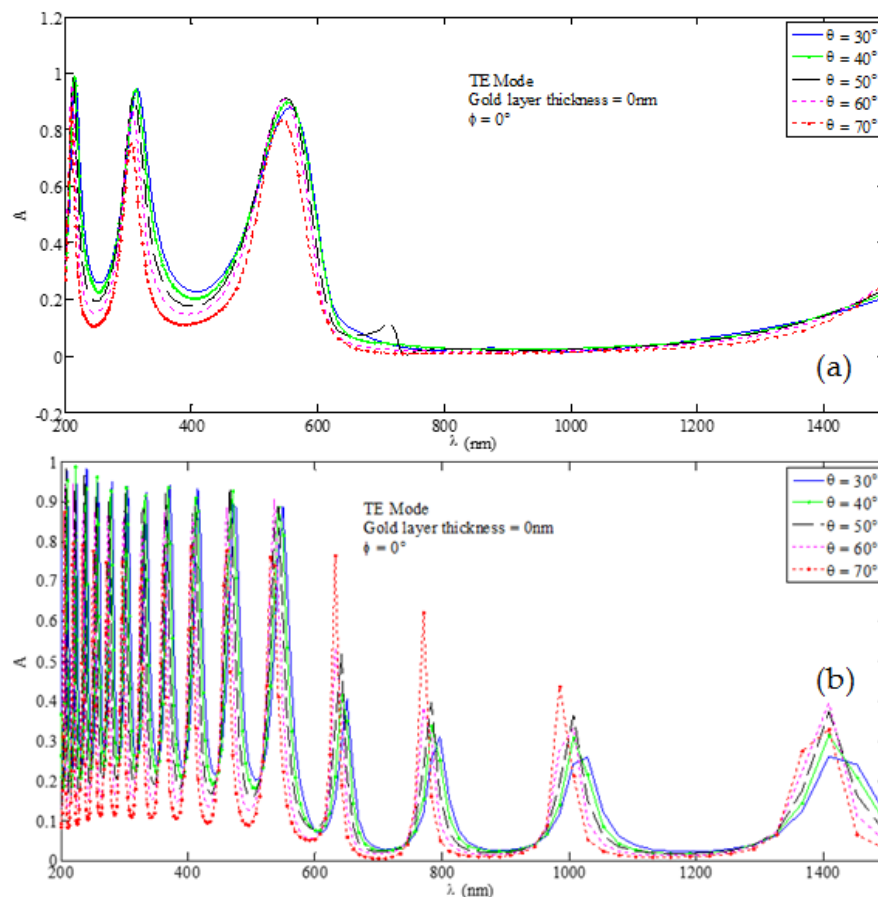 1.2
1
0.8
0.6
0.4
0.2
0
-0.2
A
TE Mode
Gold layer thickness = 0nm
ϕ = 0°
θ = 30°
θ = 40°
θ = 50°
θ = 60°
θ = 70°
(a)
200 400 600 800 1000 1200 1400
λ (nm)
1
0.9
0.8
0.7
0.6
0.5
0.4
0.3
0.2
0.1
0
A
TE Mode
Gold layer thickness = 0nm
ϕ = 0°
θ = 30°
θ = 40°
θ = 50°
θ = 60°
θ = 70°
(b)
200 400 600 800 1000 1200 1400
λ (nm)